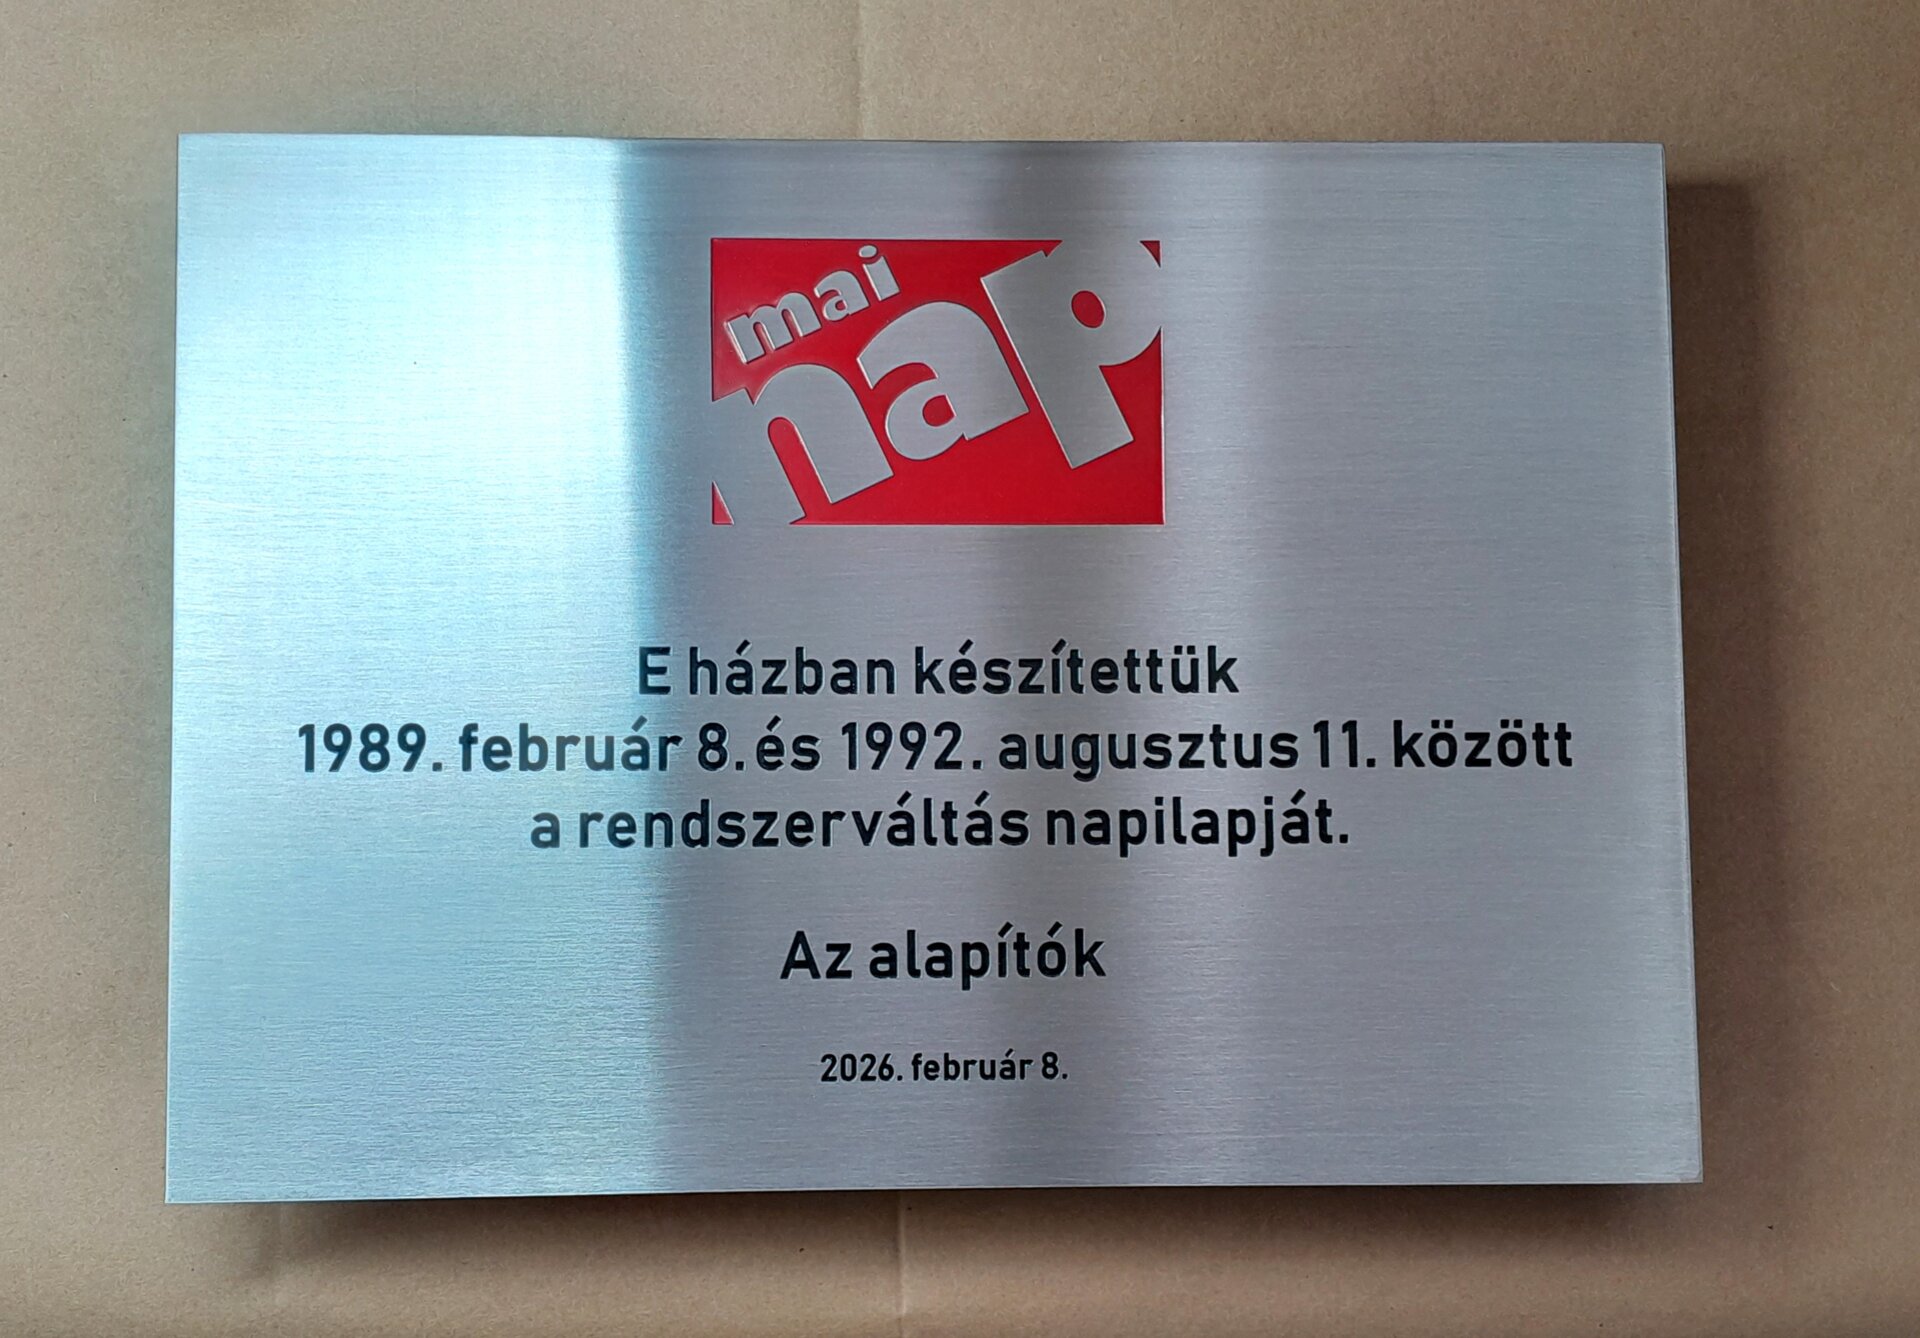 mai
nap
E házban készítettük
1989. február 8. és 1992. augusztus 11. között
a rendszerváltás napilapját.
Az alapítók
2026. február 8.